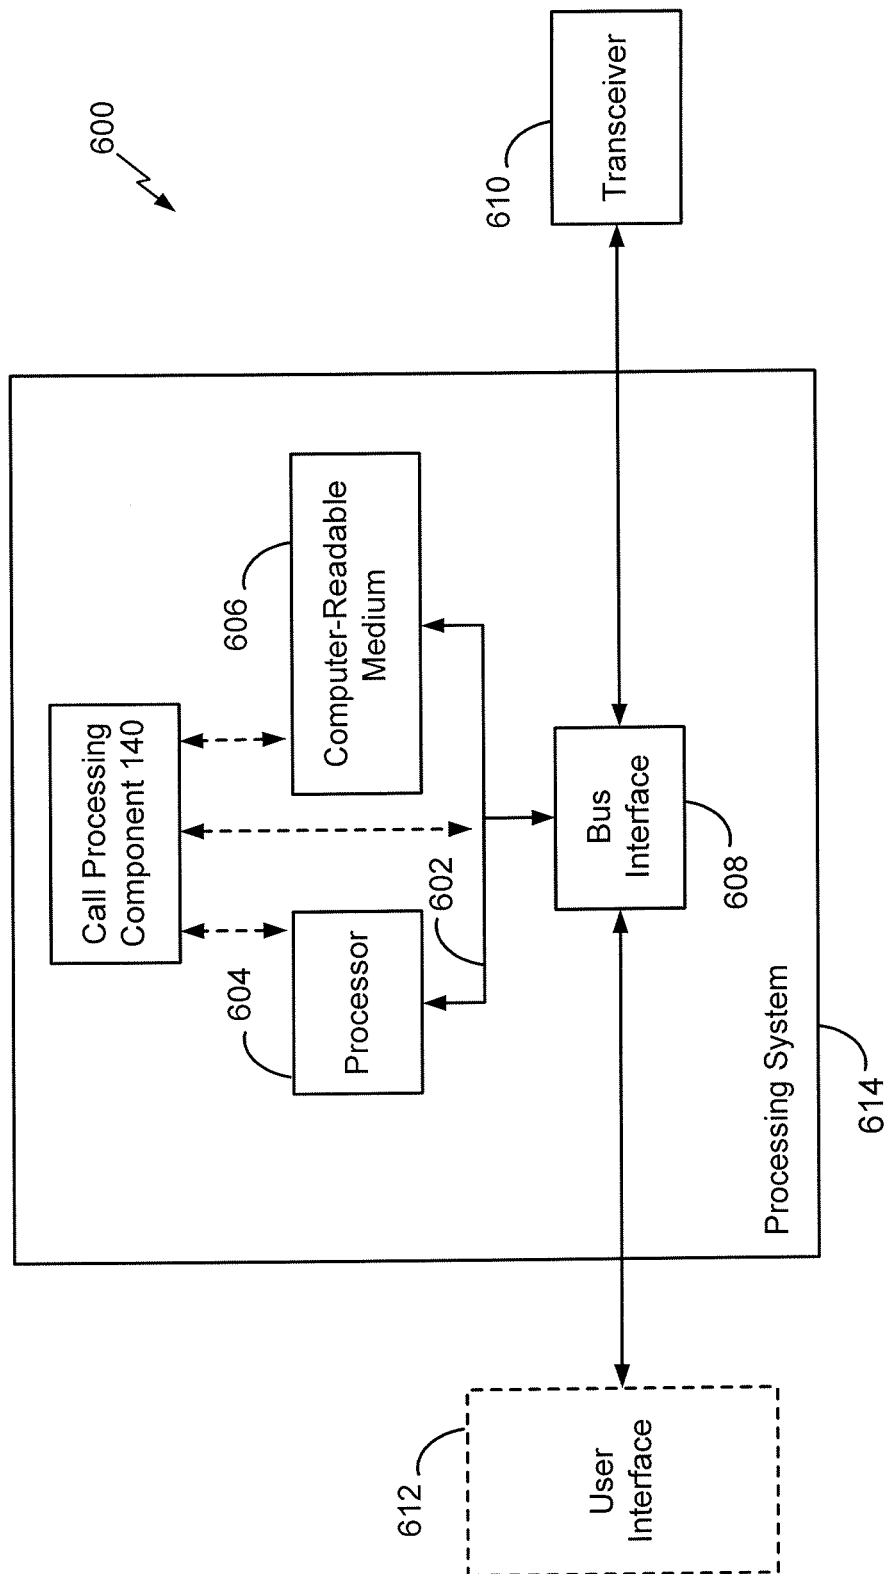 600
Call Processing
Component 140
604
Processor
602
606
Computer-Readable
Medium
612
User
Interface
Bus
Interface
608
610
Transceiver
Processing System
614